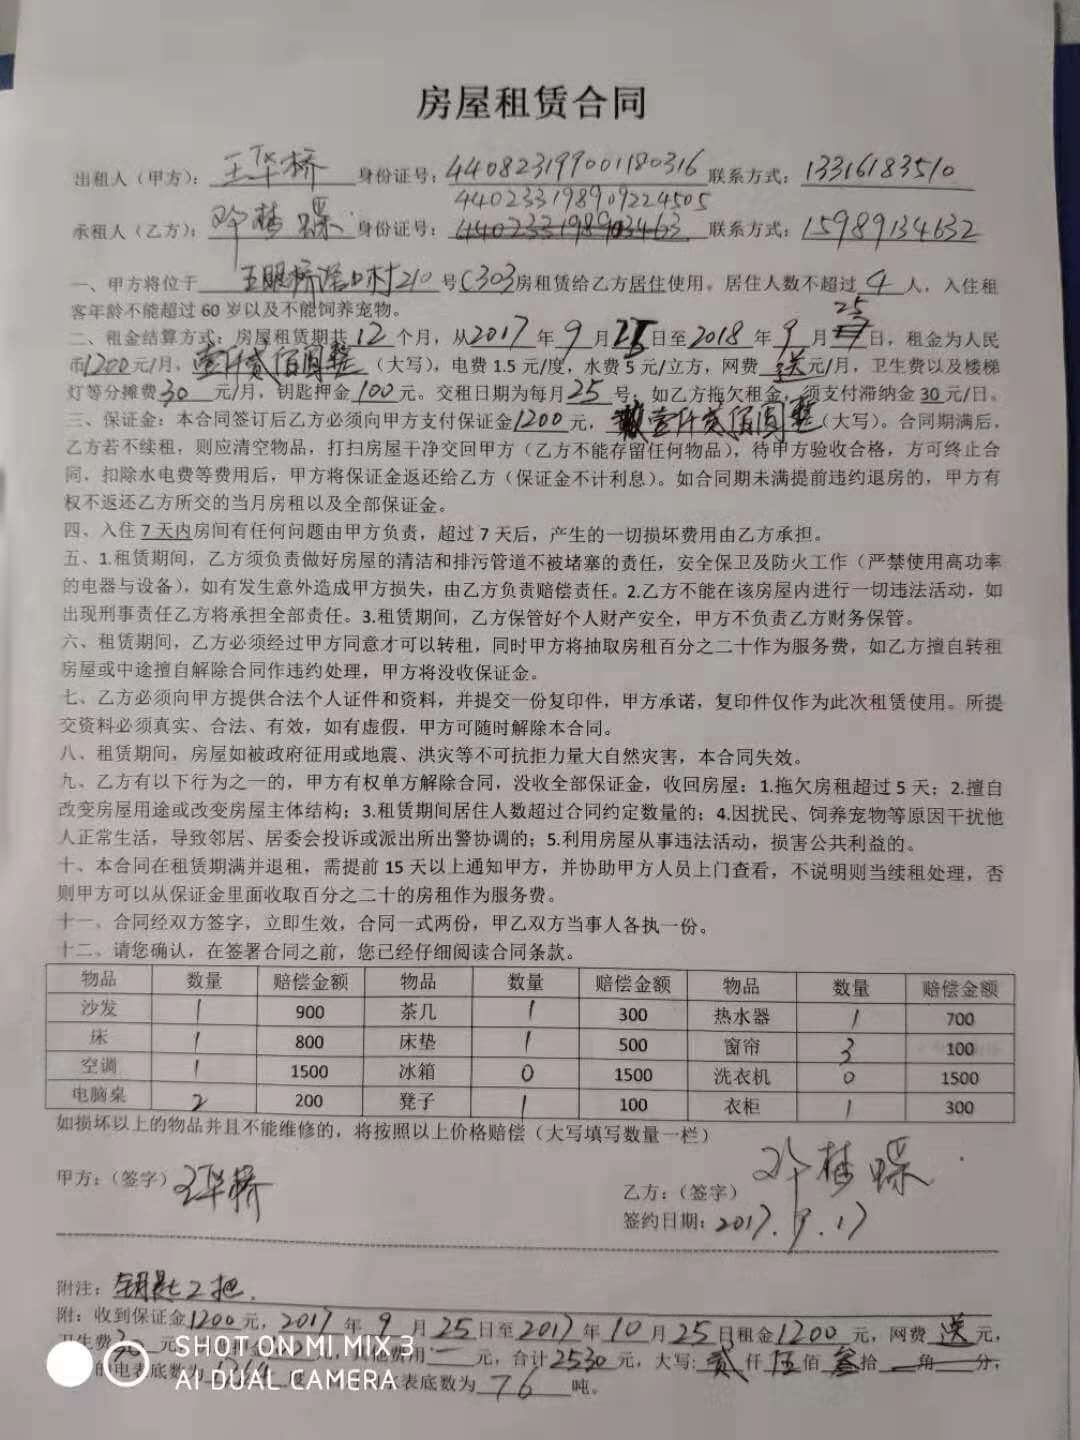 房屋租赁合同
出租人（甲方）：王华桥 身份证号：440823199001180316 联系方式：13316183510
440233198909224505
承租人（乙方）： 身份证号： 联系方式：15989134632
一、甲方将位于 村210 号C303房租赁给乙方居住使用。居住人数不超过 4 人，入住租
客年龄不能超过 60 岁以及不能饲养宠物。
二、租金结算方式：房屋租赁期共 12 个月，从2017 年 9 月 日至 2018 年 9 月 25 日，租金为人民
币1200元/月，壹仟贰佰圆整（大写），电费 1.5 元/度，水费 5 元/立方，网费 送 元/月，卫生费以及楼梯
灯等分摊费30 元/月，钥匙押金 100 元。交租日期为每月 25 号，如乙方拖欠租金，须支付滞纳金 30 元/日。
三、保证金：本合同签订后乙方必须向甲方支付保证金1200元，壹仟贰佰圆整（大写）。合同期满后，
乙方若不续租，则应清空物品，打扫房屋干净交回甲方（乙方不能存留任何物品），待甲方验收合格，方可终止合
同，扣除水电费等费用后，甲方将保证金返还给乙方（保证金不计利息）。如合同期未满提前违约退房的，甲方有
权不返还乙方所交的当月房租以及全部保证金。
四、入住 7 天内房间有任何问题由甲方负责，超过 7 天后，产生的一切损坏费用由乙方承担。
五、1.租赁期间，乙方须负责做好房屋的清洁和排污管道不被堵塞的责任，安全保卫及防火工作（严禁使用高功率
的电器与设备），如有发生意外造成甲方损失，由乙方负责赔偿责任。2.乙方不能在该房屋内进行一切违法活动，如
出现刑事责任乙方将承担全部责任。3.租赁期间，乙方保管好个人财产安全，甲方不负责乙方财务保管。
六、租赁期间，乙方必须经过甲方同意才可以转租，同时甲方将抽取房租百分之二十作为服务费，如乙方擅自转租
房屋或中途擅自解除合同作违约处理，甲方将没收保证金。
七、乙方必须向甲方提供合法个人证件和资料，并提交一份复印件，甲方承诺，复印件仅作为此次租赁使用。所提
交资料必须真实、合法、有效，如有虚假，甲方可随时解除本合同。
八、租赁期间，房屋如被政府征用或地震、洪灾等不可抗拒力量大自然灾害，本合同失效。
九、乙方有以下行为之一的，甲方有权单方解除合同，没收全部保证金，收回房屋：1.拖欠房租超过 5 天；2.擅自
改变房屋用途或改变房屋主体结构；3.租赁期间居住人数超过合同约定数量的；4.因扰民、饲养宠物等原因干扰他
人正常生活，导致邻居、居委会投诉或派出所出警协调的；5.利用房屋从事违法活动，损害公共利益的。
十、本合同在租赁期满并退租，需提前 15 天以上通知甲方，并协助甲方人员上门查看，不说明则当续租处理，否
则甲方可以从保证金里面收取百分之二十的房租作为服务费。
十一、合同经双方签字，立即生效，合同一式两份，甲乙双方当事人各执一份。
十二、请您确认，在签署合同之前，您已经仔细阅读合同条款。
物品 数量 赔偿金额 物品 数量 赔偿金额 物品 数量 赔偿金额
沙发 1 900 茶几 1 300 热水器 1 700
床 1 800 床垫 1 500 窗帘 3 100
空调 1 1500 冰箱 0 1500 洗衣机 0 1500
电脑桌 2 200 凳子 1 100 衣柜 1 300
如损坏以上的物品并且不能维修的，将按照以上价格赔偿（大写填写数量一栏）
甲方：（签字）王华桥
乙方：（签字）
签约日期：2017.9.17
附注：钥匙2把.
附：收到保证金1200元，2017 年 9 月 25日至2017年 10 月 25日租金1200 元，网费 送 元，
卫生费30 元 元，合计2530 元，大写：贰 仟 伍 佰 叁 拾 角 分；
电表底数为 表底数为 76 吨。
SHOT ON MI MIX 3
AI DUAL CAMERA